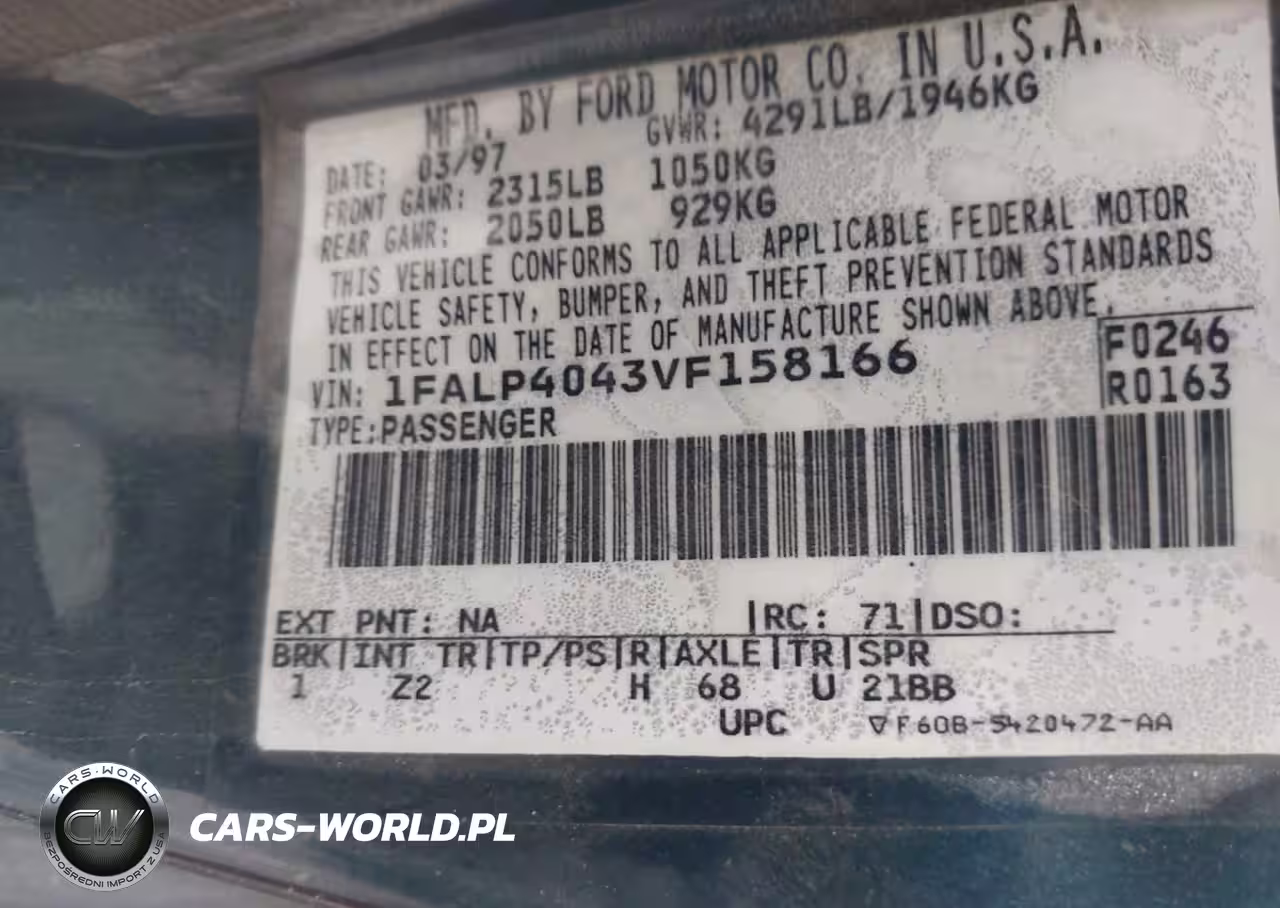 MFD. BY FORD MOTOR CO. IN U.S.A.
DATE: 03/97 GVWR: 4291LB/1946KG
FRONT GAWR: 2315LB 1050KG
REAR GAWR: 2050LB 929KG
THIS VEHICLE CONFORMS TO ALL APPLICABLE FEDERAL MOTOR
VEHICLE SAFETY, BUMPER, AND THEFT PREVENTION STANDARDS
IN EFFECT ON THE DATE OF MANUFACTURE SHOWN ABOVE.
VIN: 1FALP4043VF158166 F0246
TYPE:PASSENGER R0163
EXT PNT: NA |RC: 71|DSO:
BRK|INT TR|TP/PS|R|AXLE|TR|SPR
1 Z2 H 68 U 21BB
UPC ▽F60B-5420472-AA
CARS-WORLD
CW
BEZPOŚREDNI IMPORT Z USA
CARS-WORLD.PL